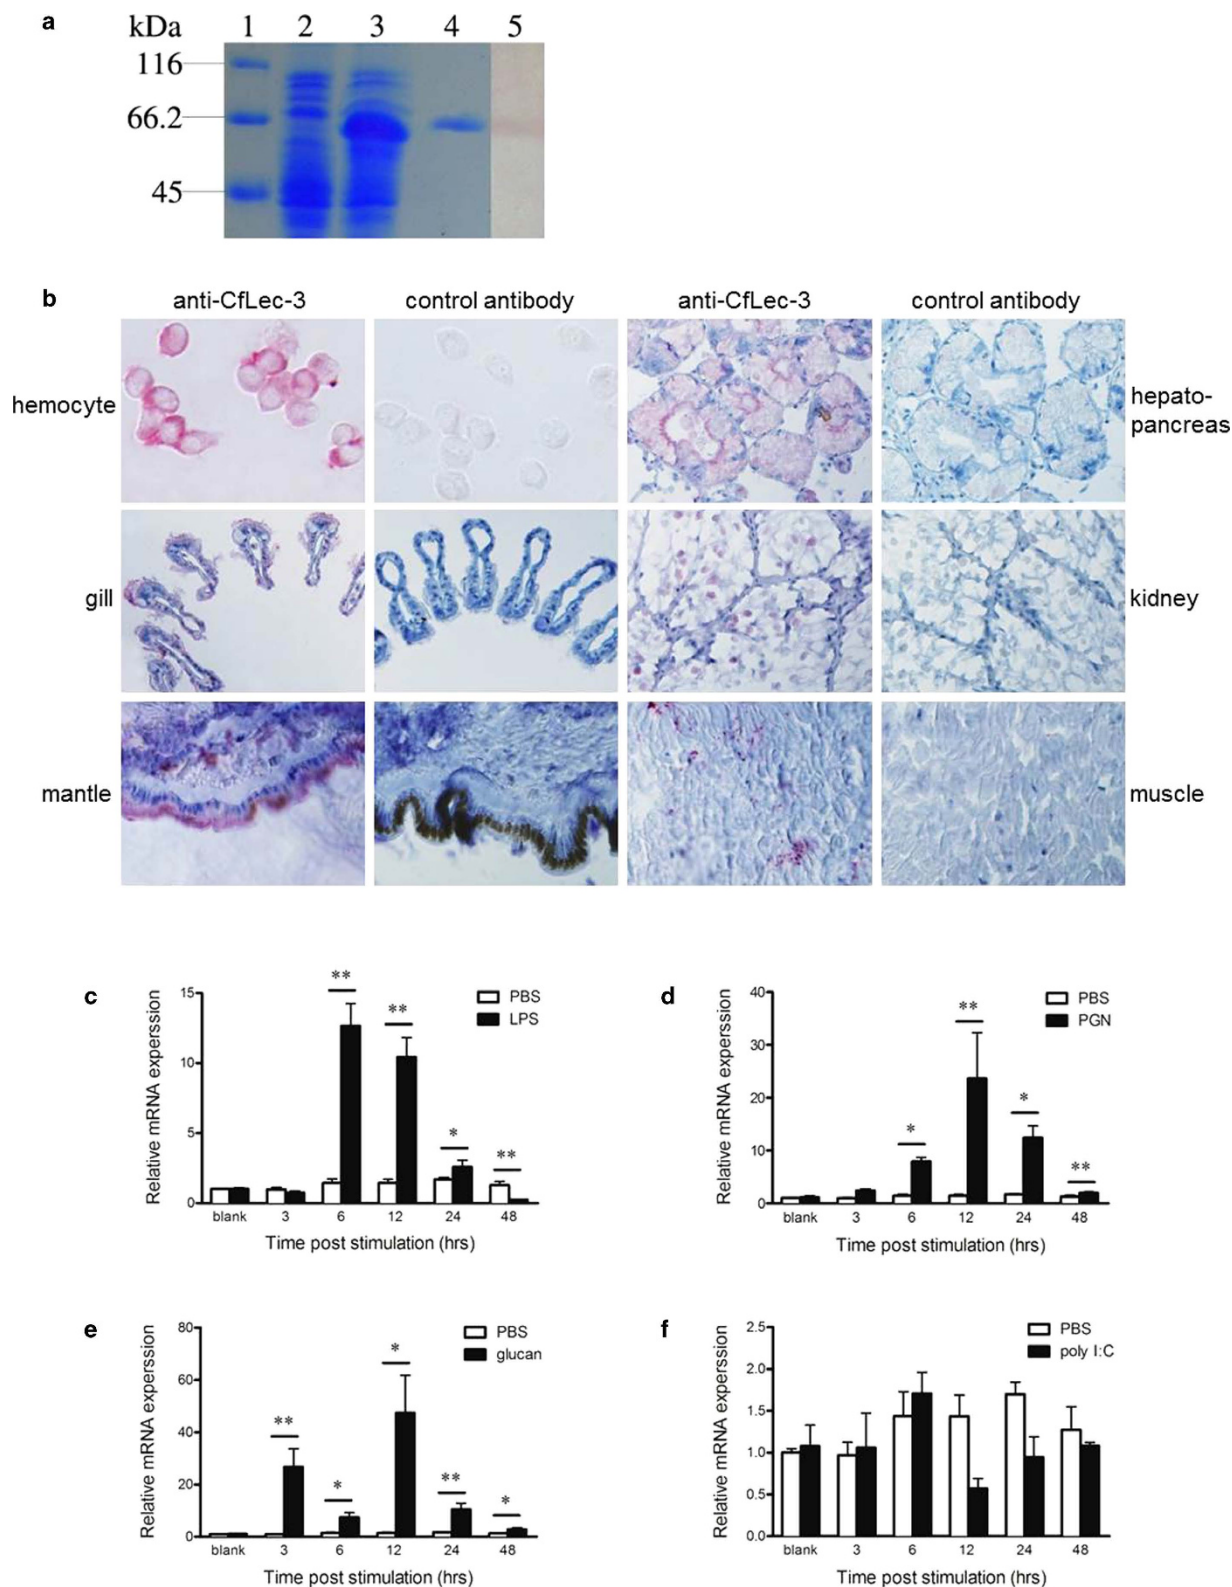 a
kDa 1 2 3 4 5
116
66.2
45
b
anti-CfLec-3 control antibody anti-CfLec-3 control antibody
hemocyte
hepato-
pancreas
gill
kidney
mantle
muscle
c
Relative mRNA experssion
15
10
5
0
**
**
*
**
PBS
LPS
blank 3 6 12 24 48
Time post stimulation (hrs)
d
Relative mRNA experssion
40
30
20
10
0
*
**
*
**
PBS
PGN
blank 3 6 12 24 48
Time post stimulation (hrs)
e
Relative mRNA experssion
80
60
40
20
0
**
*
*
**
*
PBS
glucan
blank 3 6 12 24 48
Time post stimulation (hrs)
f
Relative mRNA experssion
2.5
2.0
1.5
1.0
0.5
0.0
PBS
poly I:C
blank 3 6 12 24 48
Time post stimulation (hrs)